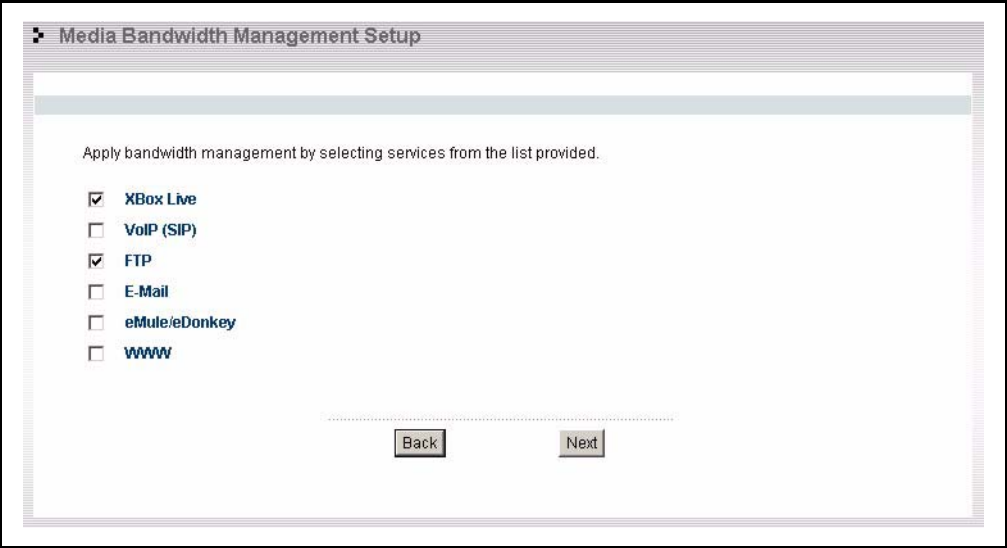 Media Bandwidth Management Setup
Apply bandwidth management by selecting services from the list provided.
XBox Live
VoIP (SIP)
FTP
E-Mail
eMule/eDonkey
WWW
Back Next